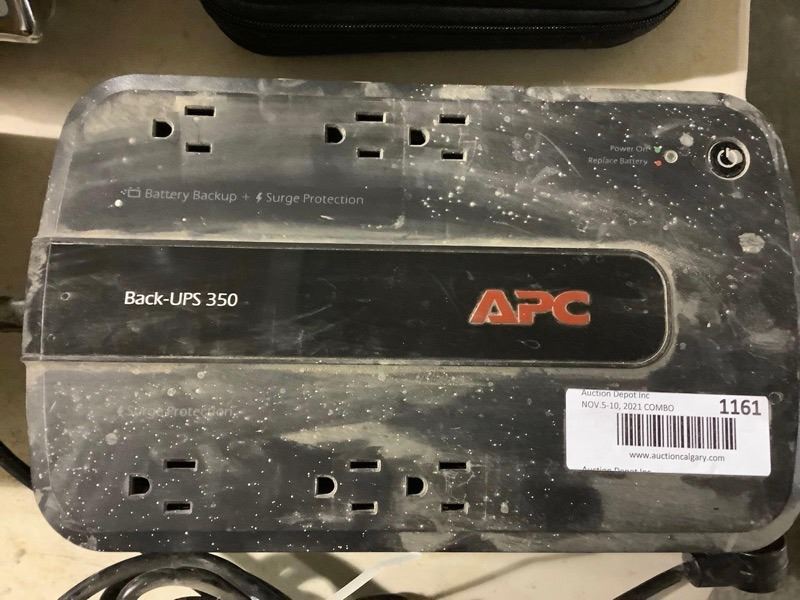 Power On
Replace Battery
Battery Backup + Surge Protection
Back-UPS 350
APC
Surge Protection
Auction Depot Inc
NOV.5-10, 2021 COMBO
1161
www.auctioncalgary.com
Auction Depot Inc